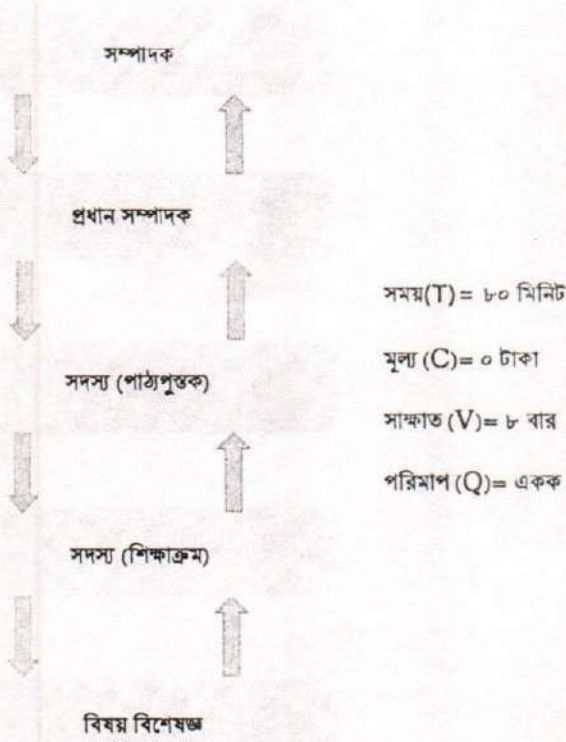 সম্পাদক
প্রধান সম্পাদক
সদস্য (পাঠ্যপুস্তক)
সদস্য (শিক্ষাক্রম)
বিষয় বিশেষজ্ঞ
সময়(T) = ৮০ মিনিট
মূল্য (C)= ০ টাকা
সাক্ষাত (V)= ৮ বার
পরিমাপ (Q)= একক